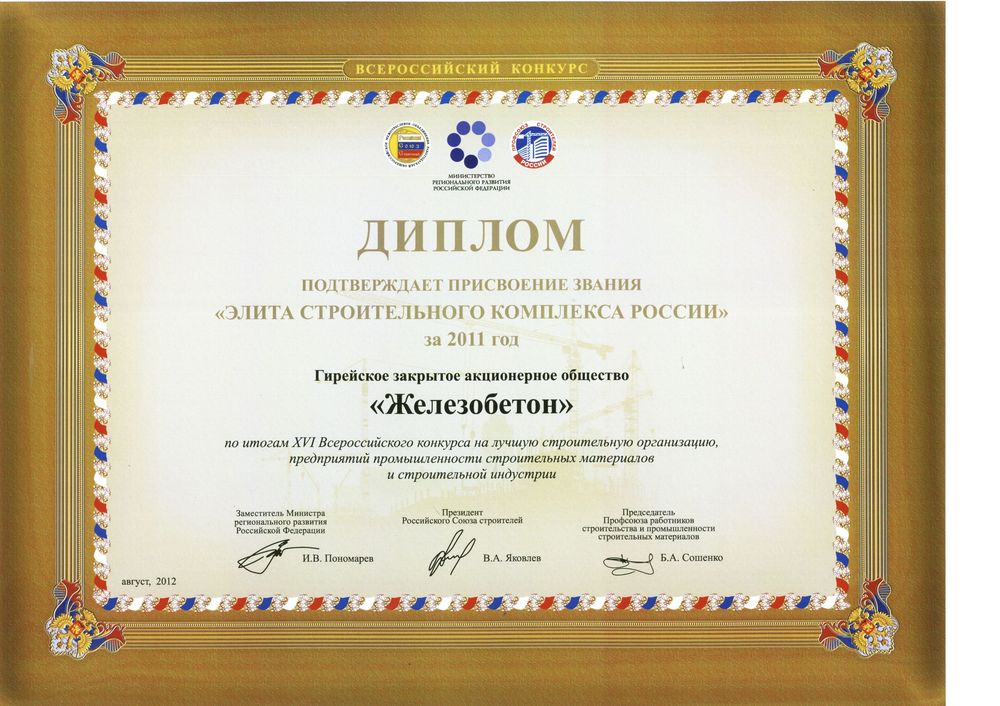 ВСЕРОССИЙСКИЙ КОНКУРС
МИНИСТЕРСТВО
РЕГИОНАЛЬНОГО РАЗВИТИЯ
РОССИЙСКОЙ ФЕДЕРАЦИИ
ПРОФСОЮЗ СТРОИТЕЛЕЙ
РОССИИ
ДИПЛОМ
ПОДТВЕРЖДАЕТ ПРИСВОЕНИЕ ЗВАНИЯ
«ЭЛИТА СТРОИТЕЛЬНОГО КОМПЛЕКСА РОССИИ»
за 2011 год
Гирейское закрытое акционерное общество
«Железобетон»
по итогам XVI Всероссийского конкурса на лучшую строительную организацию,
предприятий промышленности строительных материалов
и строительной индустрии
Заместитель Министра
регионального развития
Российской Федерации
И.В. Пономарев
Президент
Российского Союза строителей
В.А. Яковлев
Председатель
Профсоюза работников
строительства и промышленности
строительных материалов
Б.А. Сошенко
август, 2012